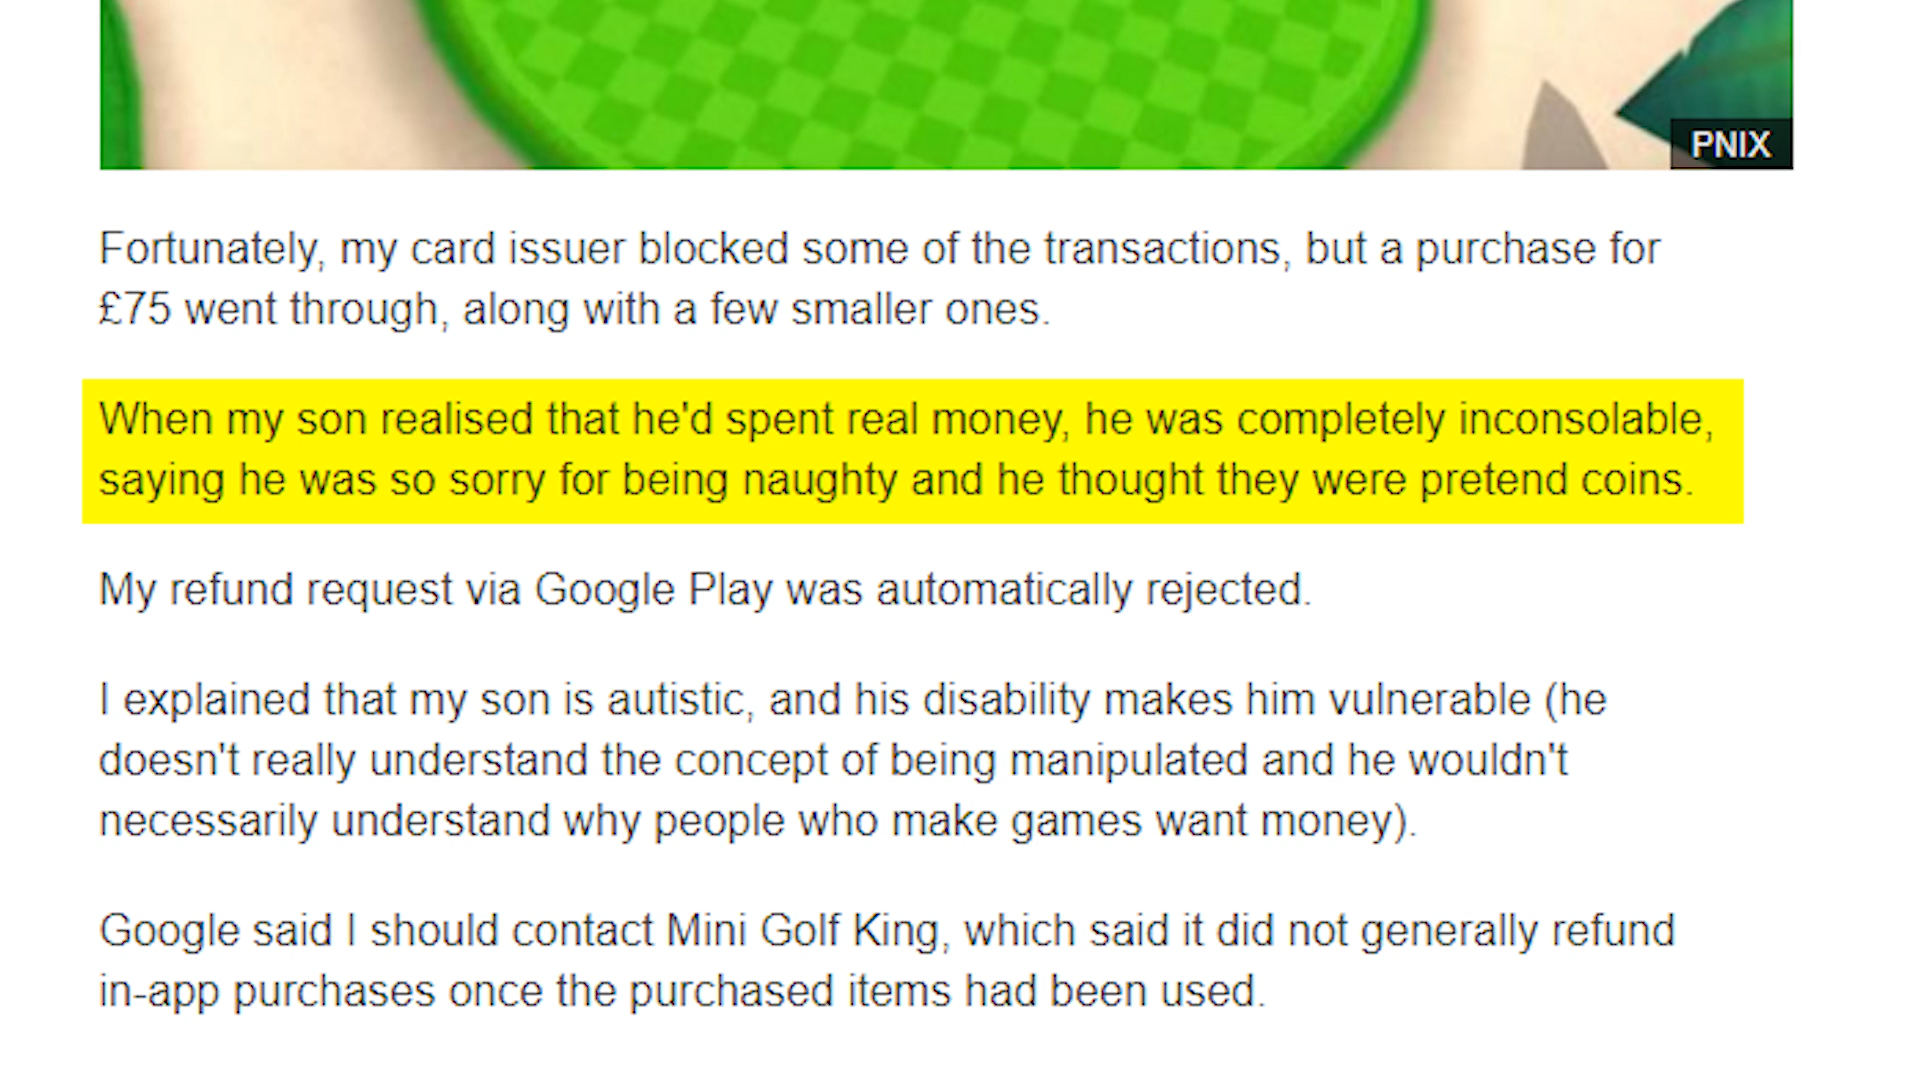 PNIX
Fortunately, my card issuer blocked some of the transactions, but a purchase for
£75 went through, along with a few smaller ones.
When my son realised that he'd spent real money, he was completely inconsolable,
saying he was so sorry for being naughty and he thought they were pretend coins.
My refund request via Google Play was automatically rejected.
I explained that my son is autistic, and his disability makes him vulnerable (he
doesn't really understand the concept of being manipulated and he wouldn't
necessarily understand why people who make games want money).
Google said I should contact Mini Golf King, which said it did not generally refund
in-app purchases once the purchased items had been used.